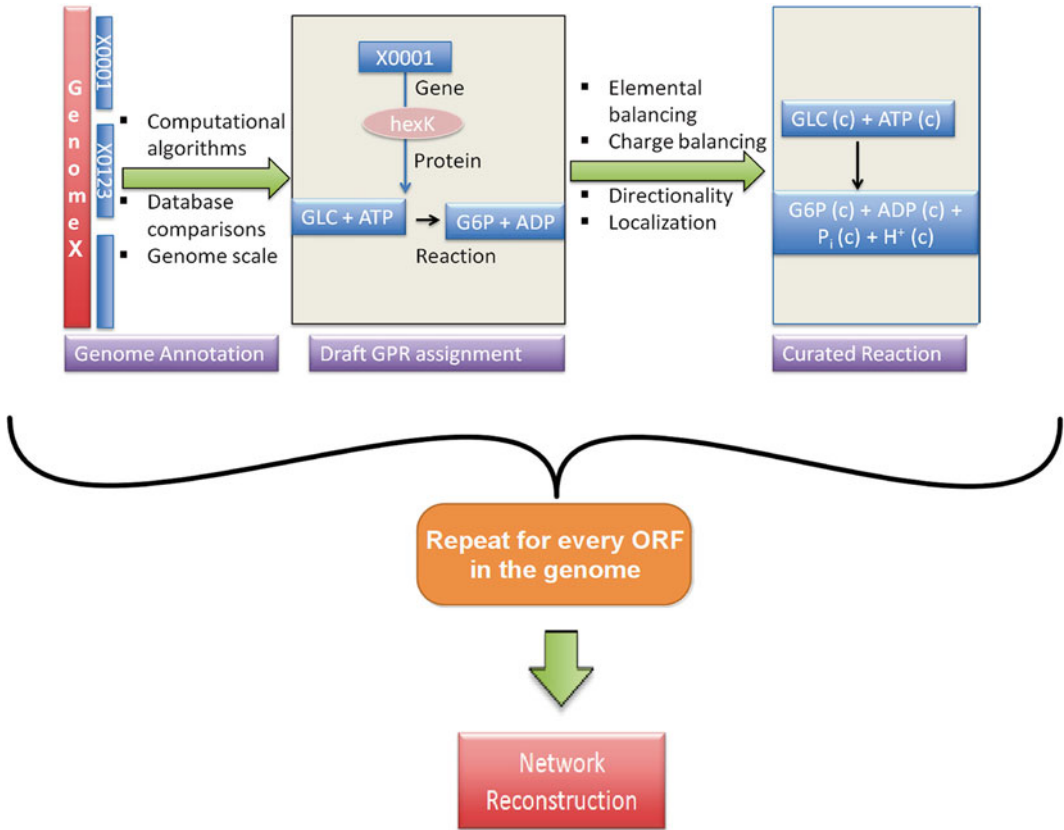 Genome X
X0001
X0123
▪ Computational
algorithms
▪ Database
comparisons
▪ Genome scale
Genome Annotation
X0001
Gene
hexK
Protein
GLC + ATP
G6P + ADP
Reaction
Draft GPR assignment
▪ Elemental
balancing
▪ Charge balancing
▪ Directionality
▪ Localization
GLC (c) + ATP (c)
G6P (c) + ADP (c) +
Pᵢ (c) + H⁺ (c)
Curated Reaction
Repeat for every ORF
in the genome
Network
Reconstruction